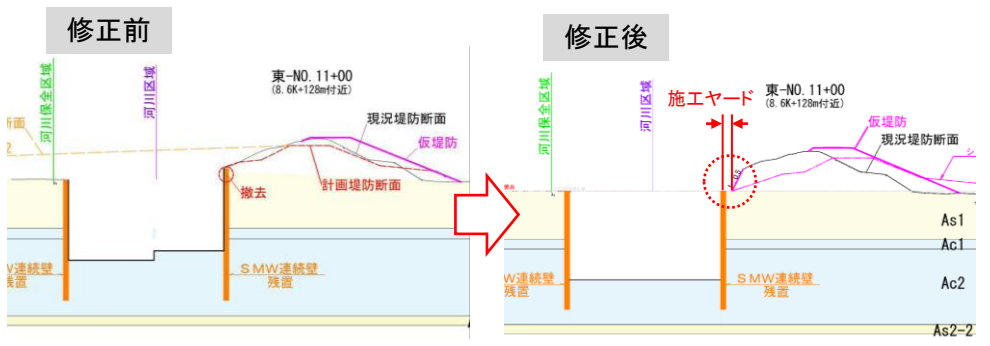 修正前
河川保全区域
河川区域
東-NO.11+00
(8.6K+128m付近)
断面
2
現況堤防断面
仮堤防
計画堤防断面
撤去
W連続壁
残置
SMW連続壁
残置
修正後
河川保全区域
河川区域
施工ヤード
東-NO.11+00
(8.6K+128m付近)
仮堤防
現況堤防断面
シ
As1
Ac1
Ac2
As2-2
W連続壁
残置
SMW連続壁
残置